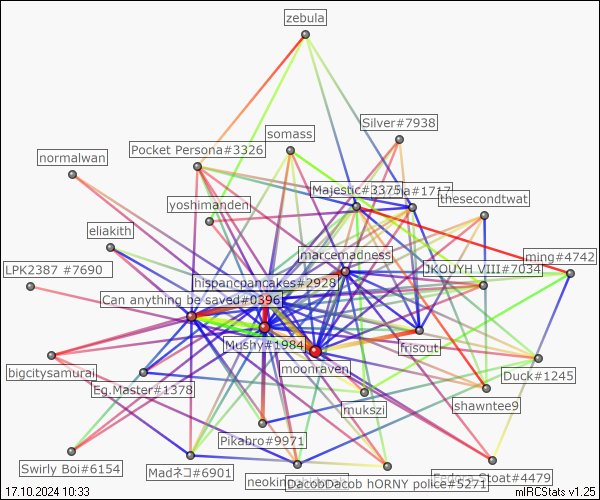 zebula
Silver#7938
somass
Pocket Persona#3326
normalwan
Majestic#3375
a#1717
thesecondtwat
yoshimanden
eliakith
marcemadness
ming#4742
LPK2387 #7690
JKOUYH VIII#7034
hispancpancakes#2928
Can anything be saved#0396
Mushy#1984
frisout
moonraven
bigcitysamurai
Duck#1245
Eg.Master#1378
shawntee9
mukszi
Pikabro#9971
Swirly Boi#6154
Madネコ#6901
Stoat#4479
DacobDacob hORNY police#5271
17.10.2024 10:33
mIRCStats v1.25